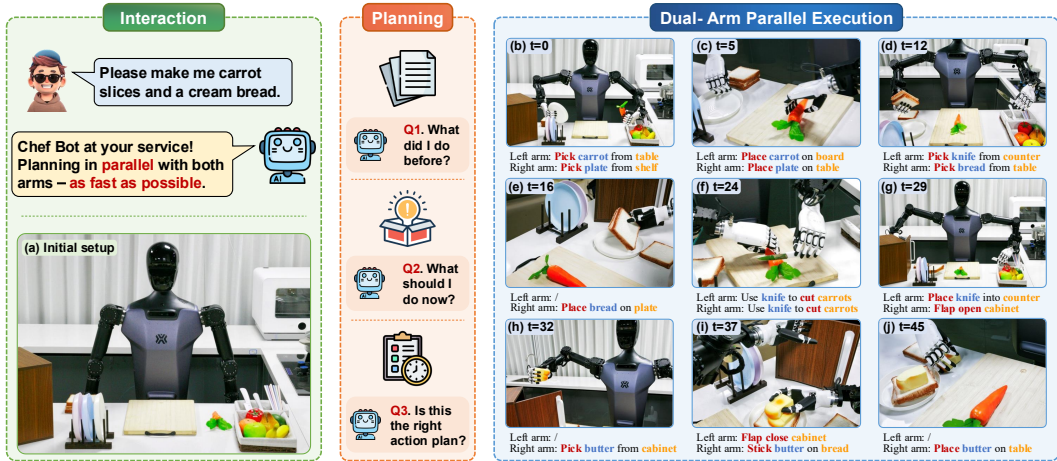 Interaction
Please make me carrot
slices and a cream bread.
Chef Bot at your service!
Planning in parallel with both
arms – as fast as possible.
AI
(a) Initial setup
Planning
Q1. What
did I do
before?
Q2. What
should I
do now?
Q3. Is this
the right
action plan?
Dual- Arm Parallel Execution
(b) t=0
Left arm: Pick carrot from table
Right arm: Pick plate from shelf
(c) t=5
Left arm: Place carrot on board
Right arm: Place plate on table
(d) t=12
Left arm: Pick knife from counter
Right arm: Pick bread from table
(e) t=16
Left arm: /
Right arm: Place bread on plate
(f) t=24
Left arm: Use knife to cut carrots
Right arm: Use knife to cut carrots
(g) t=29
Left arm: Place knife into counter
Right arm: Flap open cabinet
(h) t=32
Left arm: /
Right arm: Pick butter from cabinet
(i) t=37
Left arm: Flap close cabinet
Right arm: Stick butter on bread
(j) t=45
Left arm: /
Right arm: Place butter on table